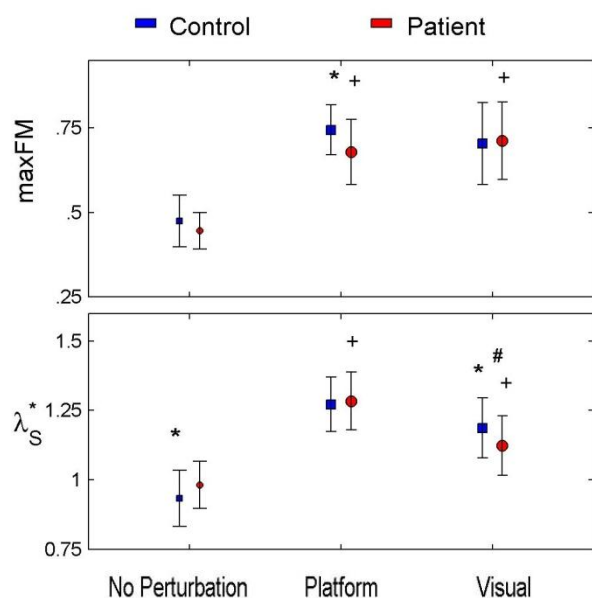 Control Patient
* + +
.75
maxFM
.5
.25
1.5
+
#
* +
1.25
λS*
*
1
0.75
No Perturbation Platform Visual